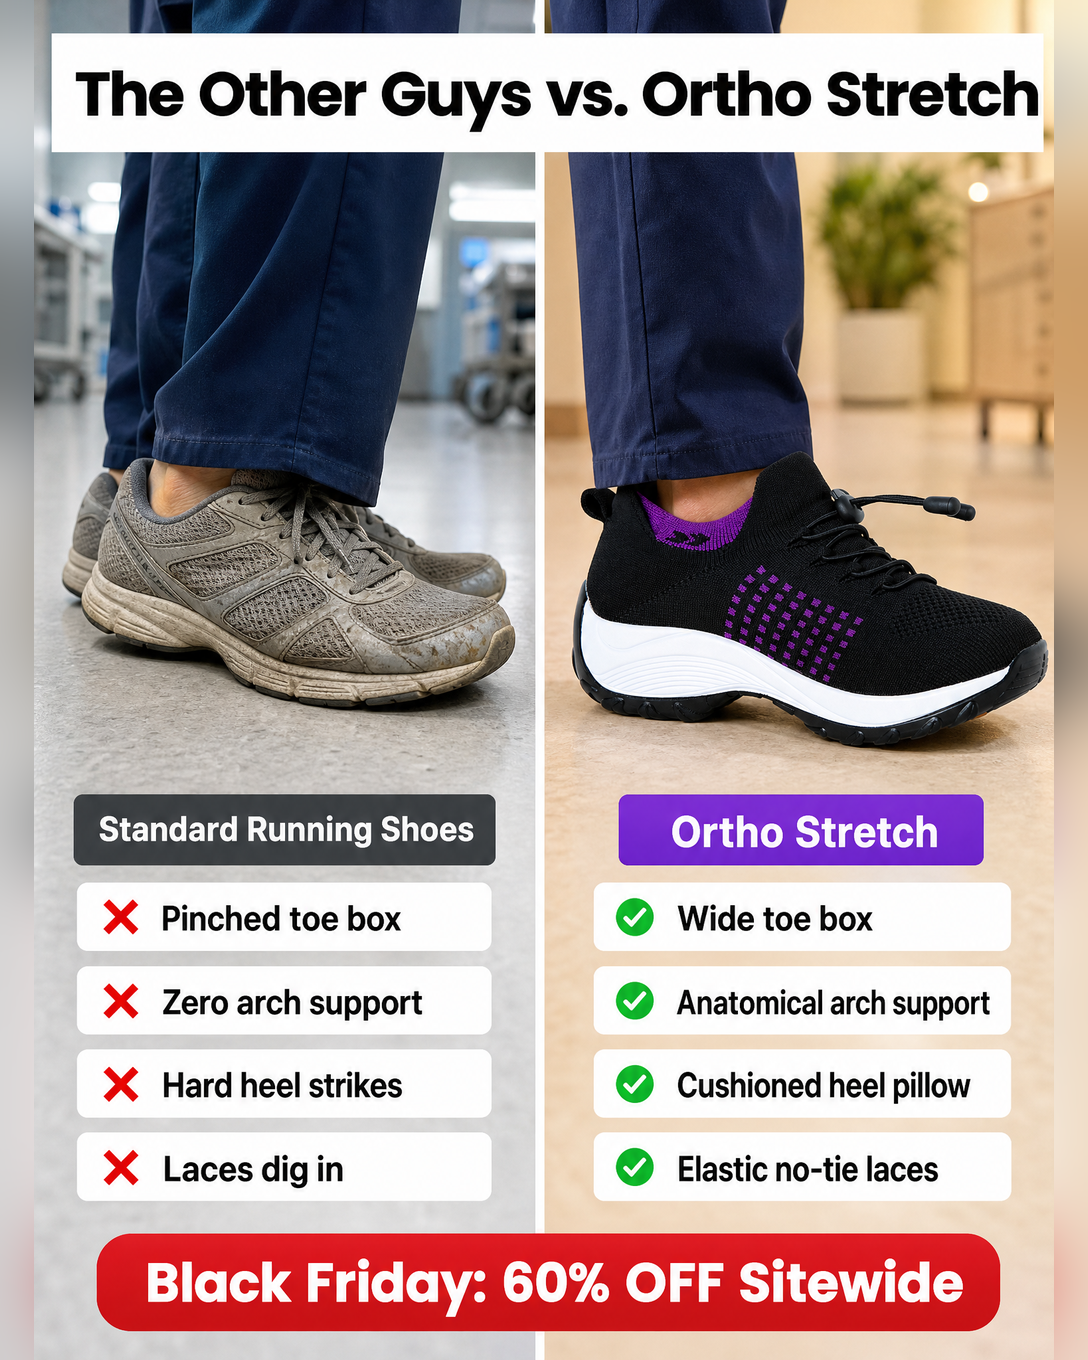 The Other Guys vs. Ortho Stretch
Standard Running Shoes
Pinched toe box
Zero arch support
Hard heel strikes
Laces dig in
Ortho Stretch
Wide toe box
Anatomical arch support
Cushioned heel pillow
Elastic no-tie laces
Black Friday: 60% OFF Sitewide